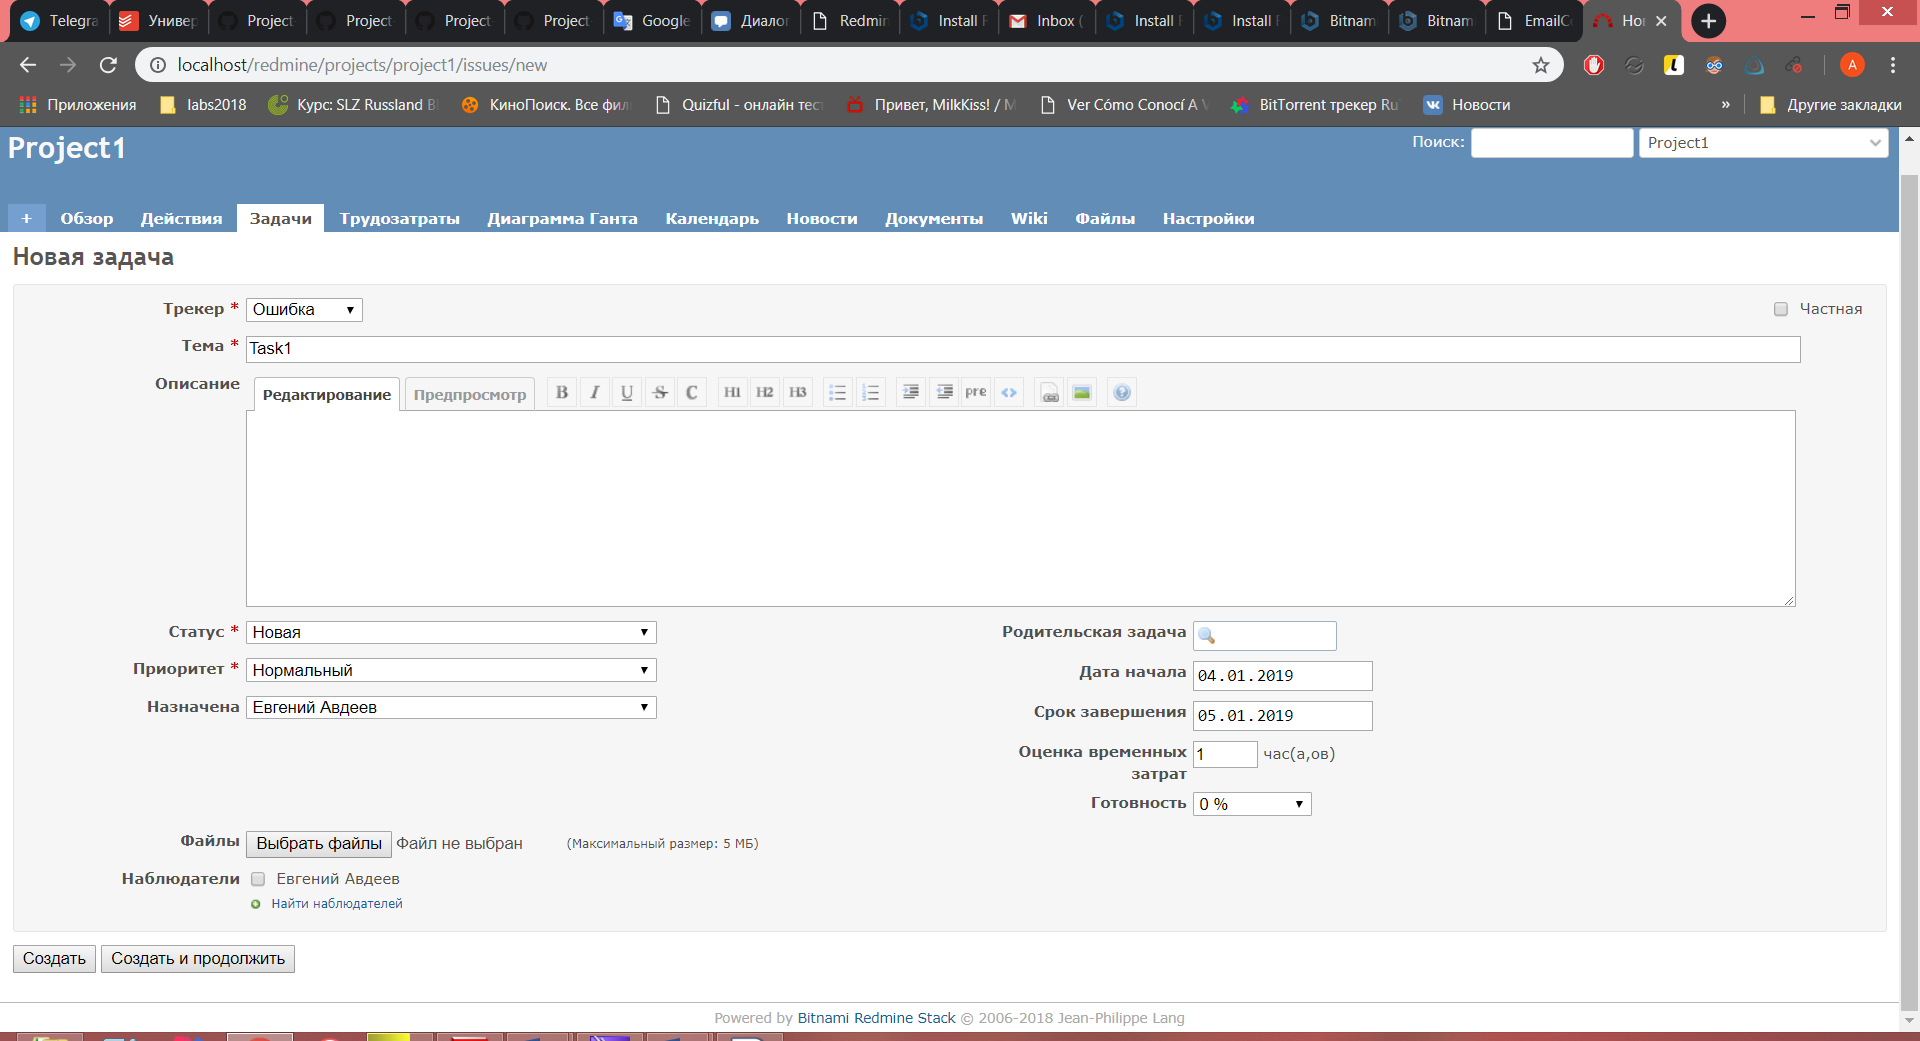 Telegra Универ Project Project Project Project Google Диалог Redmin Install F Inbox ( Install F Install F Bitnam Bitnam EmailCo Нов
localhost/redmine/projects/project1/issues/new A
Приложения labs2018 Курс: SLZ Russland КиноПоиск. Все фил Quizful - онлайн тест Привет, MilkKiss! / M Ver Cómo Conocí A BitTorrent трекер Ru Новости » Другие закладки
Project1 Поиск: Project1
+ Обзор Действия Задачи Трудозатраты Диаграмма Ганта Календарь Новости Документы Wiki Файлы Настройки
Новая задача
Трекер * Ошибка Частная
Тема * Task1
Описание Редактирование Предпросмотр B I U S C H1 H2 H3 pre <>
Статус * Новая Родительская задача
Приоритет * Нормальный Дата начала 04.01.2019
Назначена Евгений Авдеев Срок завершения 05.01.2019
Оценка временных затрат 1 час(а,ов)
Готовность 0 %
Файлы Выбрать файлы Файл не выбран (Максимальный размер: 5 МБ)
Наблюдатели Евгений Авдеев
Найти наблюдателей
Создать Создать и продолжить
Powered by Bitnami Redmine Stack © 2006-2018 Jean-Philippe Lang